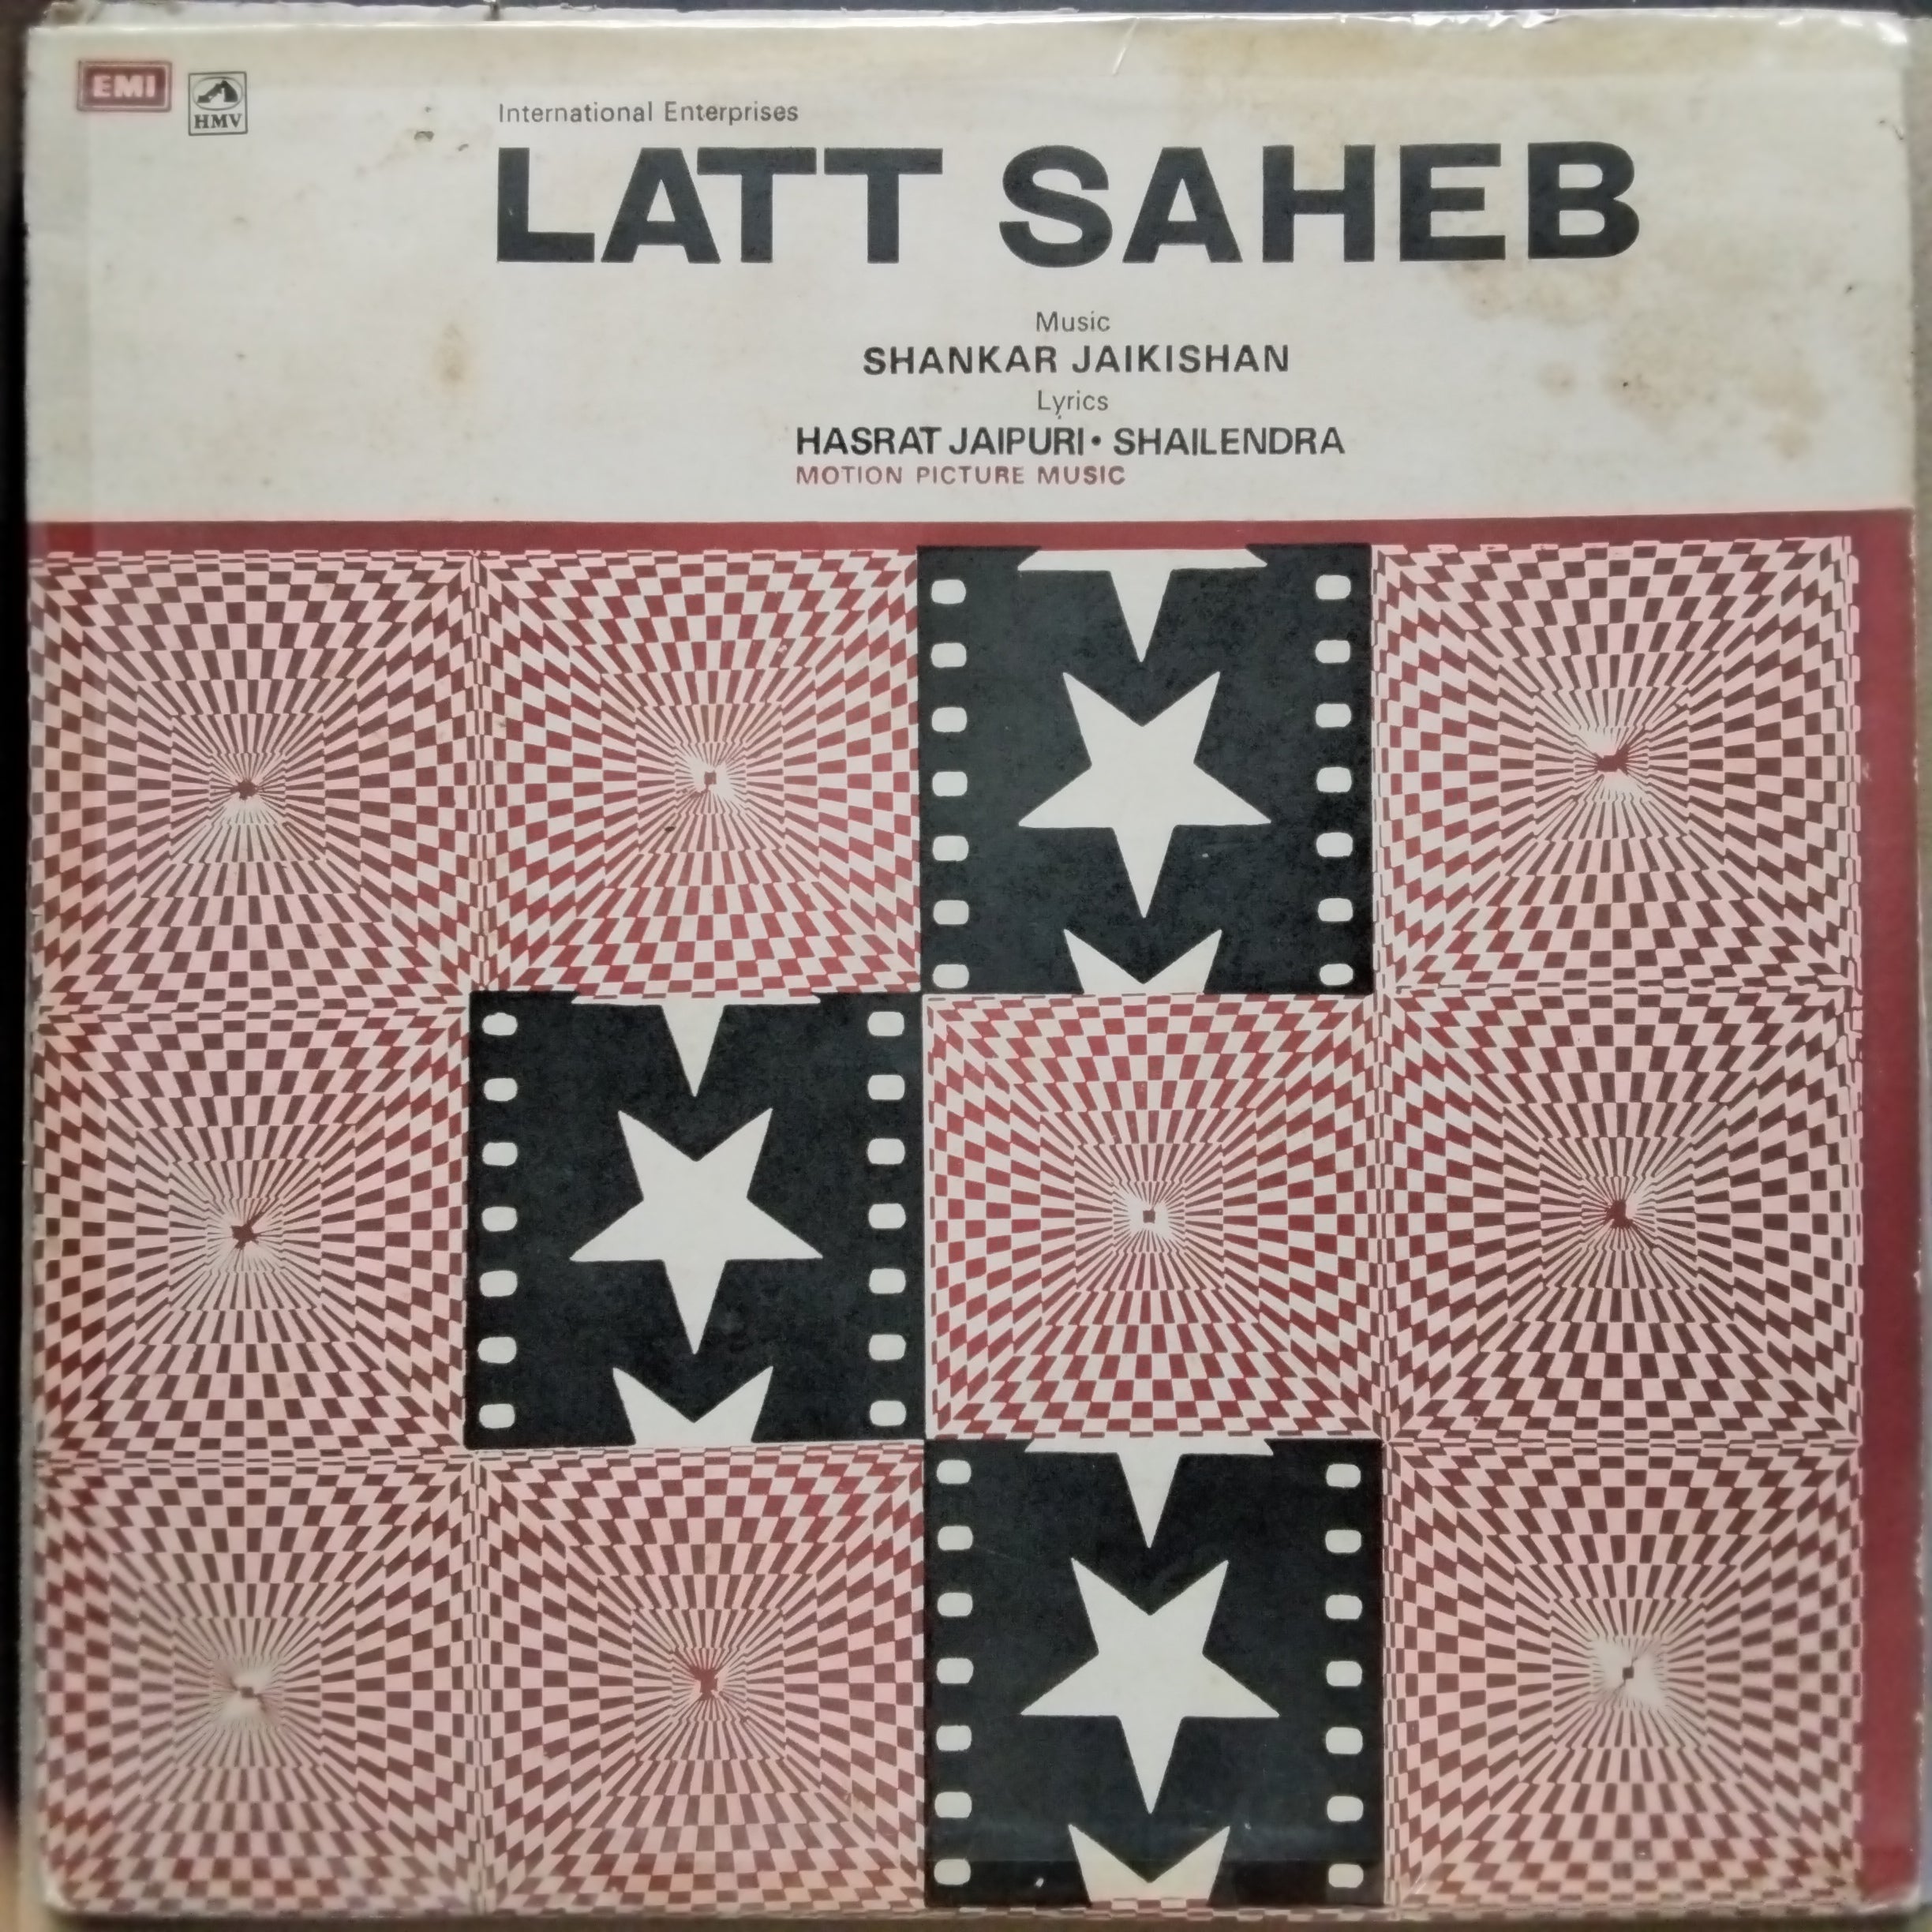 EMI
HMV
International Enterprises
LATT SAHEB
Music
SHANKAR JAIKISHAN
Lyrics
HASRAT JAIPURI • SHAILENDRA
MOTION PICTURE MUSIC